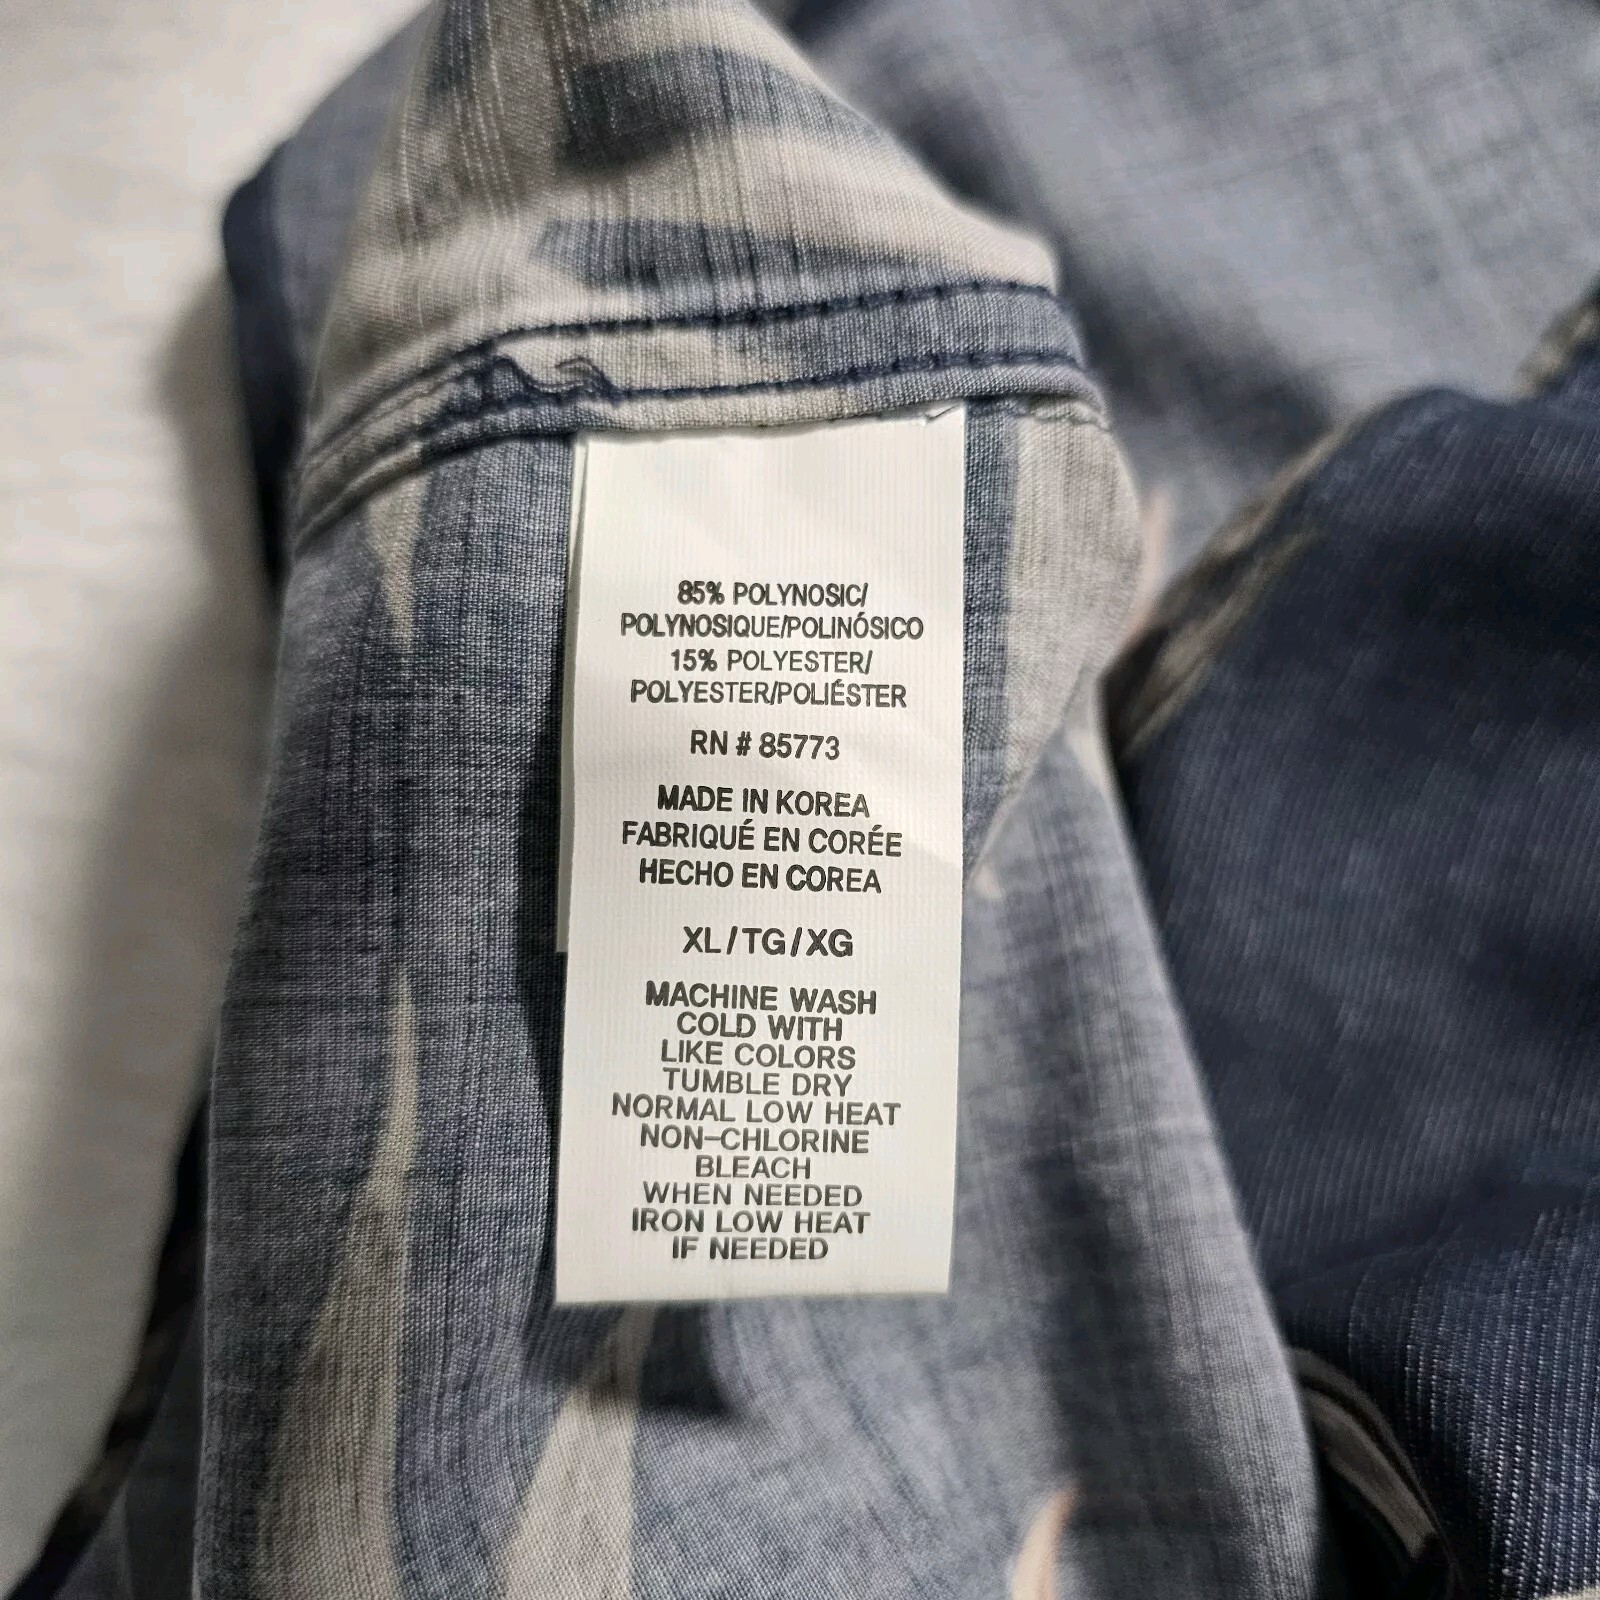 85% POLYNOSIC/
POLYNOSIQUE/POLINÓSICO
15% POLYESTER/
POLYESTER/POLIÉSTER
RN # 85773
MADE IN KOREA
FABRIQUÉ EN CORÉE
HECHO EN COREA
XL/TG/XG
MACHINE WASH
COLD WITH
LIKE COLORS
TUMBLE DRY
NORMAL LOW HEAT
NON-CHLORINE
BLEACH
WHEN NEEDED
IRON LOW HEAT
IF NEEDED